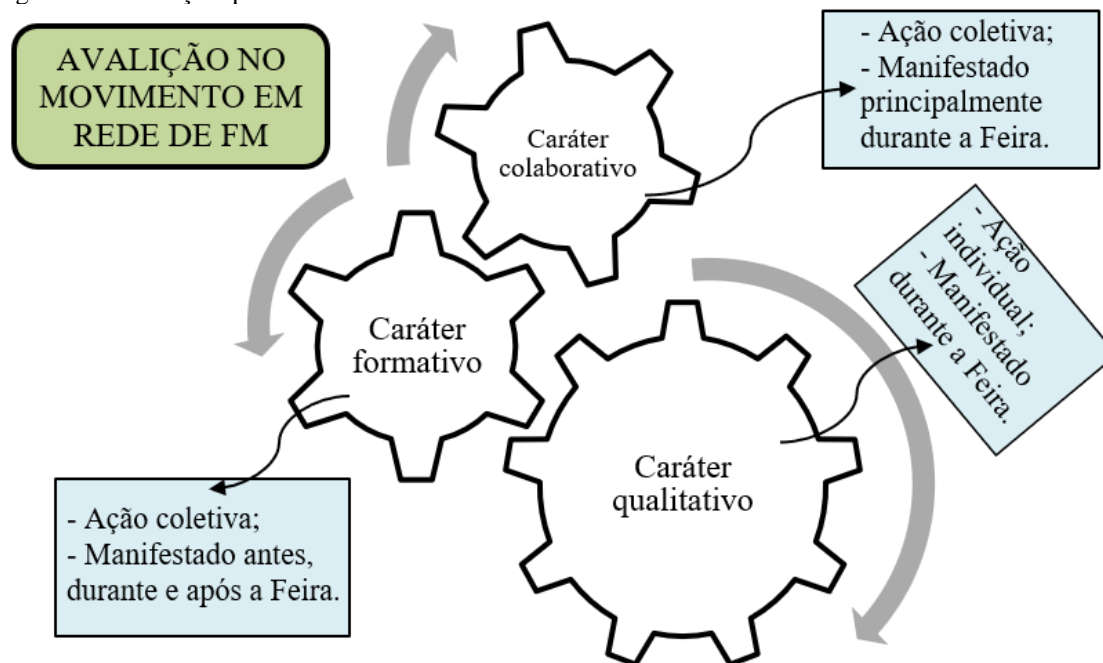 AVALIÇÃO NO
MOVIMENTO EM
REDE DE FM
Caráter
colaborativo
- Ação coletiva;
- Manifestado
principalmente
durante a Feira.
- Ação
individual;
- Manifestado
durante a Feira.
Caráter
formativo
Caráter
qualitativo
- Ação coletiva;
- Manifestado antes,
durante e após a Feira.